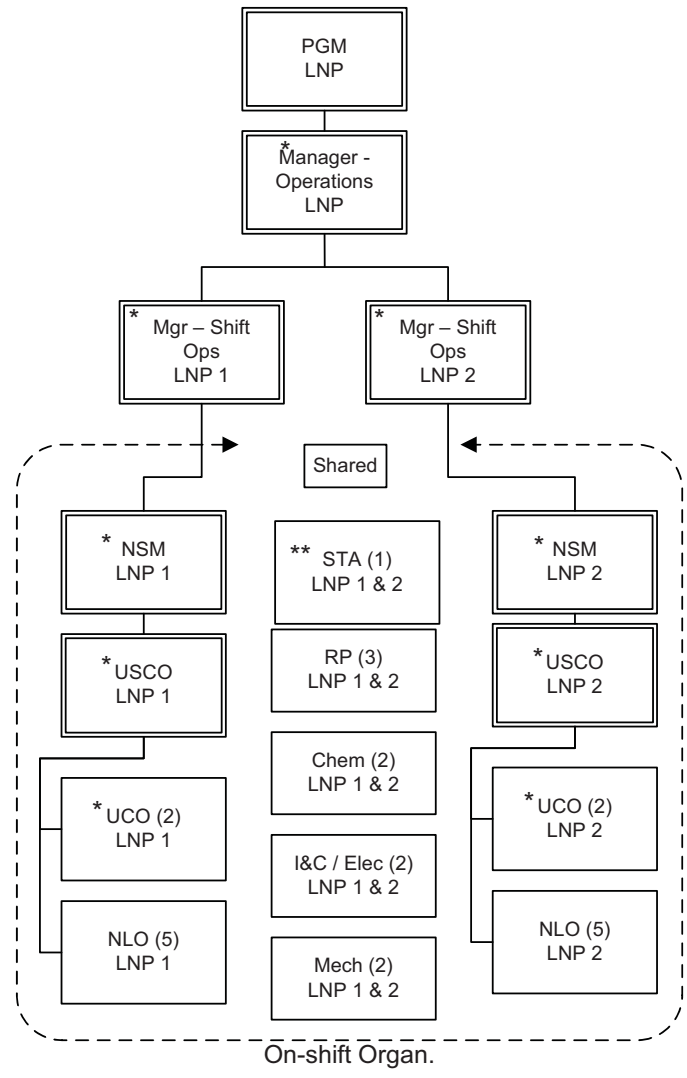 PGM
LNP
*Manager -
Operations
LNP
* Mgr – Shift
Ops
LNP 1
* Mgr – Shift
Ops
LNP 2
Shared
* NSM
LNP 1
* USCO
LNP 1
* UCO (2)
LNP 1
NLO (5)
LNP 1
** STA (1)
LNP 1 & 2
RP (3)
LNP 1 & 2
Chem (2)
LNP 1 & 2
I&C / Elec (2)
LNP 1 & 2
Mech (2)
LNP 1 & 2
* NSM
LNP 2
* USCO
LNP 2
* UCO (2)
LNP 2
NLO (5)
LNP 2
On-shift Organ.